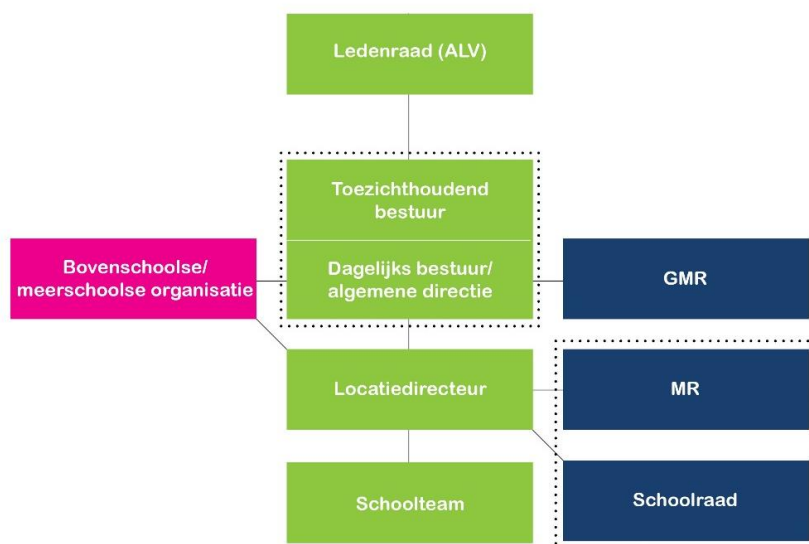 Ledenraad (ALV)
Toezichthoudend
bestuur
Bovenschoolse/
meerschoolse organisatie
Dagelijks bestuur/
algemene directie
GMR
Locatiedirecteur
MR
Schoolteam
Schoolraad